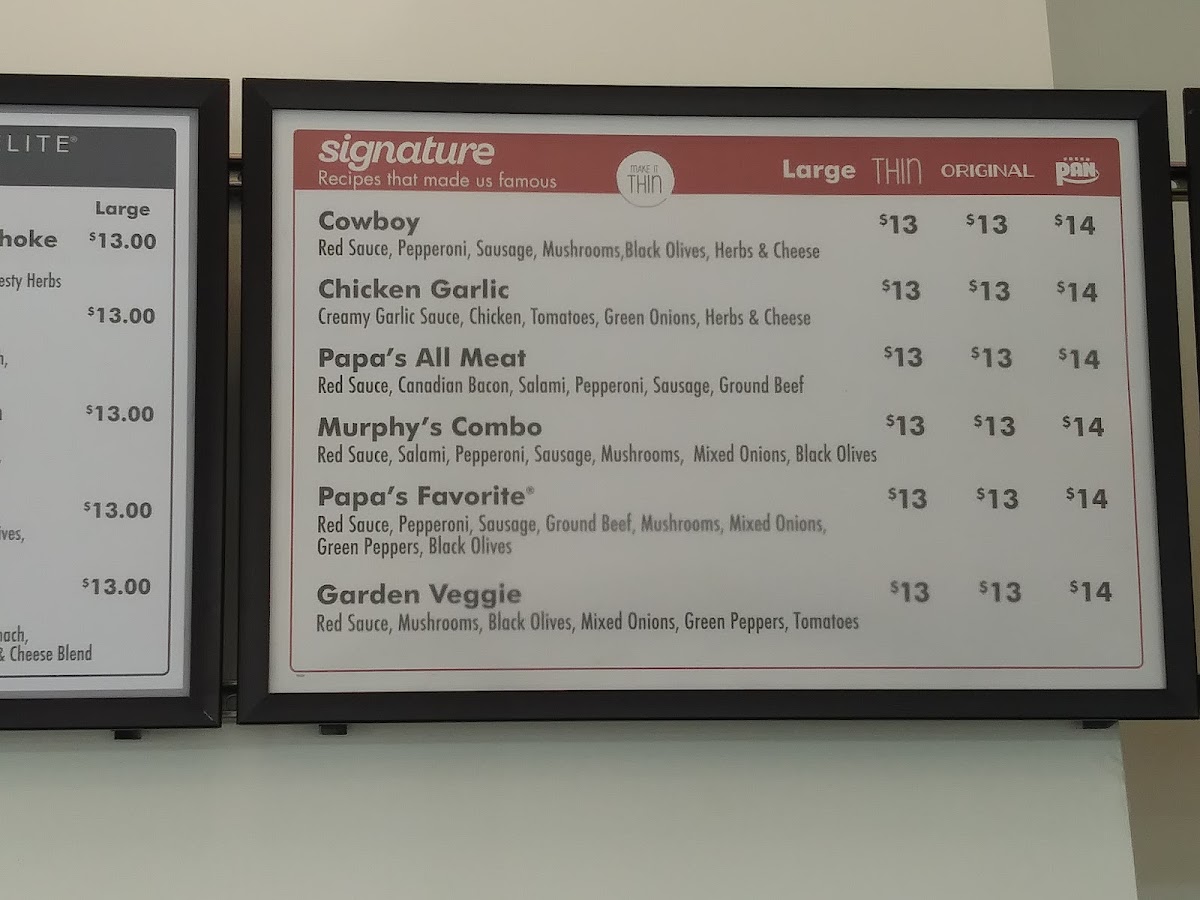 LITE®
Large
hoke $13.00
esty Herbs
$13.00
$13.00
$13.00
ives,
$13.00
nach,
& Cheese Blend
signature
Recipes that made us famous
MAKE IT
THIN
Large THIN ORIGINAL PAN
Cowboy $13 $13 $14
Red Sauce, Pepperoni, Sausage, Mushrooms,Black Olives, Herbs & Cheese
Chicken Garlic $13 $13 $14
Creamy Garlic Sauce, Chicken, Tomatoes, Green Onions, Herbs & Cheese
Papa's All Meat $13 $13 $14
Red Sauce, Canadian Bacon, Salami, Pepperoni, Sausage, Ground Beef
Murphy's Combo $13 $13 $14
Red Sauce, Salami, Pepperoni, Sausage, Mushrooms, Mixed Onions, Black Olives
Papa's Favorite® $13 $13 $14
Red Sauce, Pepperoni, Sausage, Ground Beef, Mushrooms, Mixed Onions,
Green Peppers, Black Olives
Garden Veggie $13 $13 $14
Red Sauce, Mushrooms, Black Olives, Mixed Onions, Green Peppers, Tomatoes